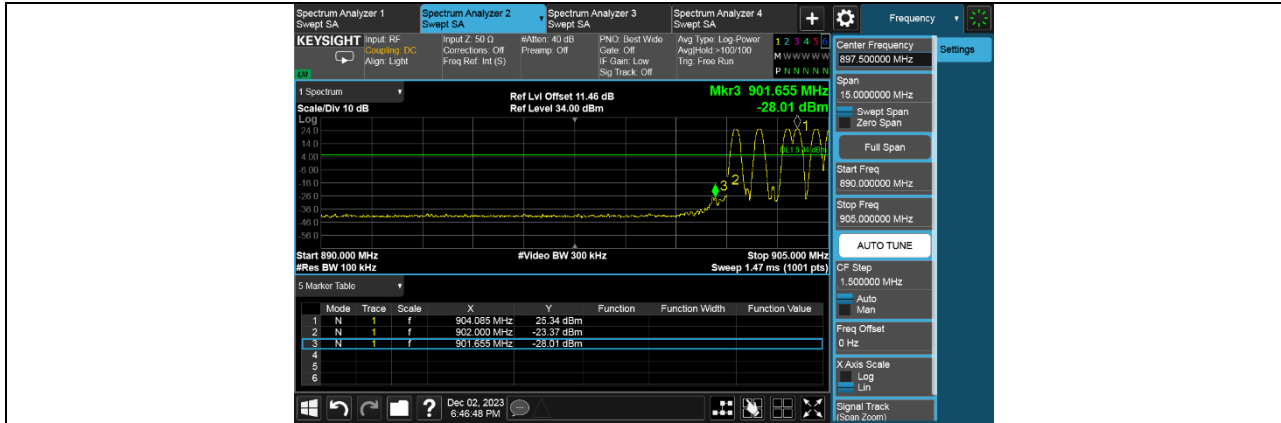 Spectrum Analyzer 1
Swept SA
Spectrum Analyzer 2
Swept SA
Spectrum Analyzer 3
Swept SA
Spectrum Analyzer 4
Swept SA
+
Frequency
KEYSIGHT
LXI
Input: RF
Coupling: DC
Align: Light
Input Z: 50 Ω
Corrections: Off
Freq Ref: Int (S)
#Atten: 40 dB
Preamp: Off
PNO: Best Wide
Gate: Off
IF Gain: Low
Sig Track: Off
Avg Type: Log-Power
Avg|Hold:>100/100
Trig: Free Run
1 2 3 4 5 6
M W W W W W
P N N N N N
1 Spectrum
Scale/Div 10 dB
Log
Ref Lvl Offset 11.46 dB
Ref Level 34.00 dBm
Mkr3 901.655 MHz
-28.01 dBm
24.0
14.0
4.00
-6.00
-16.0
-26.0
-36.0
-46.0
-56.0
1
DL1 5.34 dBm
3
2
Start 890.000 MHz
#Res BW 100 kHz
#Video BW 300 kHz
Stop 905.000 MHz
Sweep 1.47 ms (1001 pts)
5 Marker Table
Mode Trace Scale X Y Function Function Width Function Value
1 N 1 f 904.085 MHz 25.34 dBm
2 N 1 f 902.000 MHz -23.37 dBm
3 N 1 f 901.655 MHz -28.01 dBm
4
5
6
?
Dec 02, 2023
6:46:48 PM
Center Frequency
897.500000 MHz
Settings
Span
15.0000000 MHz
Swept Span
Zero Span
Full Span
Start Freq
890.000000 MHz
Stop Freq
905.000000 MHz
AUTO TUNE
CF Step
1.500000 MHz
Auto
Man
Freq Offset
0 Hz
X Axis Scale
Log
Lin
Signal Track
(Span Zoom)